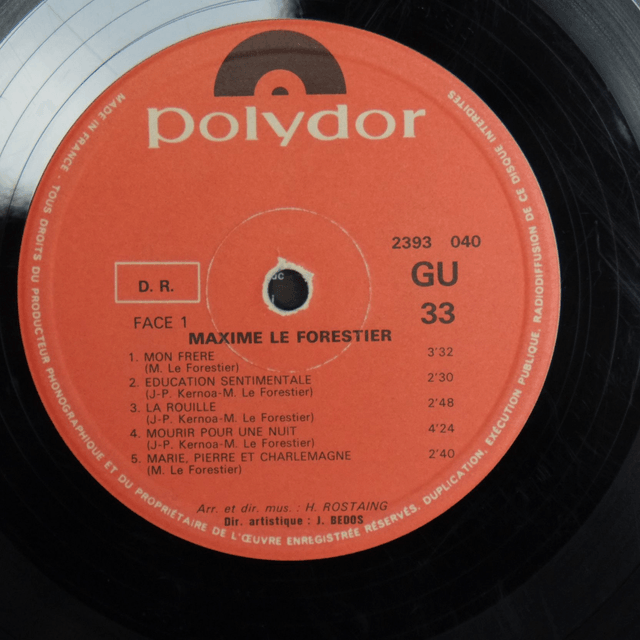 polydor
2393 040
GU
D. R.
33
FACE 1
MAXIME LE FORESTIER
1. MON FRERE 3'32
(M. Le Forestier)
2. EDUCATION SENTIMENTALE 2'30
(J-P. Kernoa-M. Le Forestier)
3. LA ROUILLE 2'48
(J-P. Kernoa-M. Le Forestier)
4. MOURIR POUR UNE NUIT 4'24
(J-P. Kernoa-M. Le Forestier)
5. MARIE, PIERRE ET CHARLEMAGNE 2'40
(M. Le Forestier)
Arr. et dir. mus. : H. ROSTAING
Dir. artistique : J. BEDOS
MADE IN FRANCE TOUS DROITS DU PRODUCTEUR PHONOGRAPHIQUE ET DU PROPRIÉTAIRE DE L'ŒUVRE ENREGISTRÉE RÉSERVÉS. DUPLICATION, EXÉCUTION PUBLIQUE, RADIODIFFUSION DE CE DISQUE INTERDITES